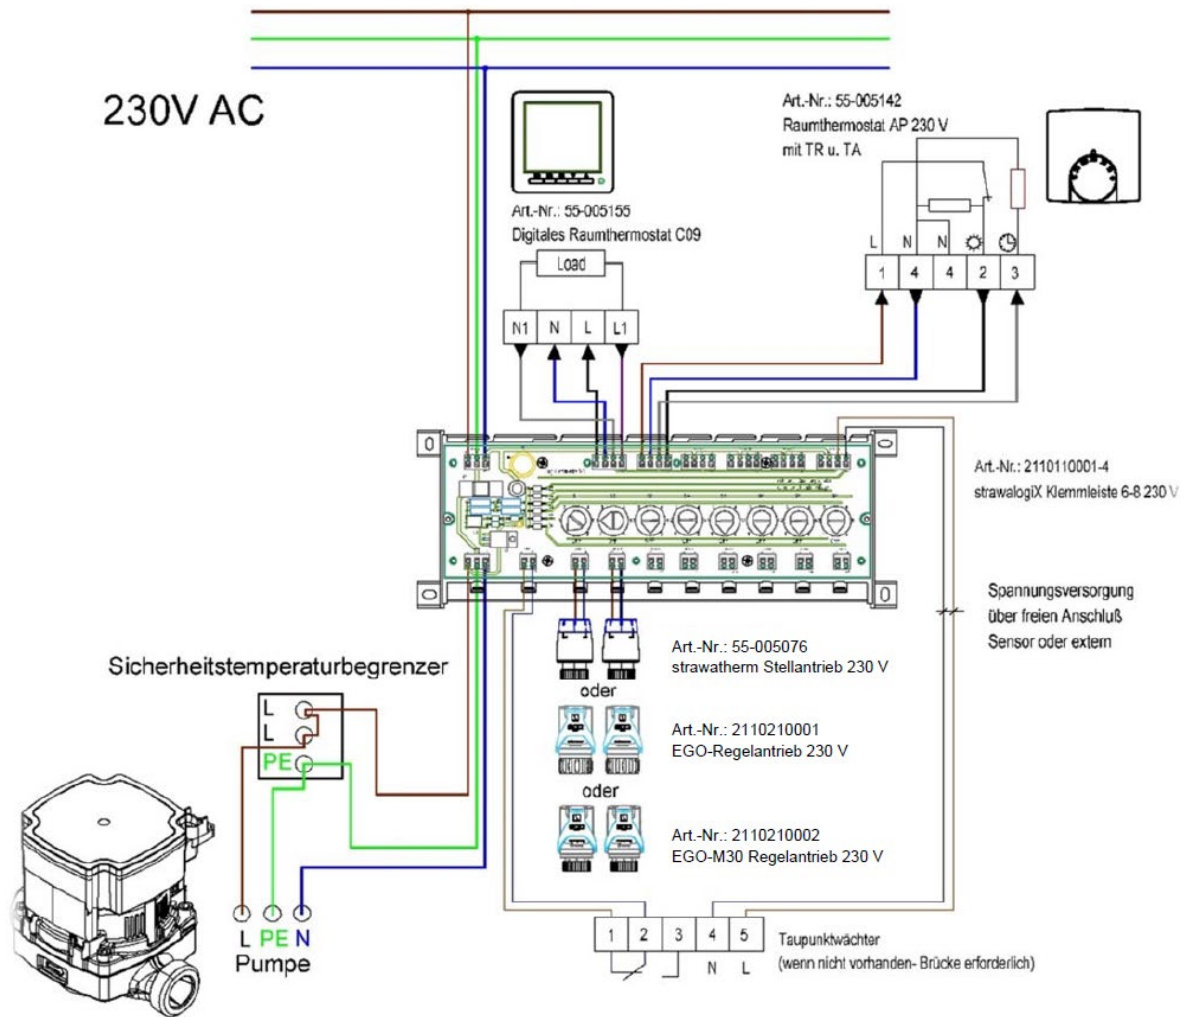 230V AC
Art.-Nr.: 55-005155
Digitales Raumthermostat C09
Load
N1 N L L1
Art.-Nr.: 55-005142
Raumthermostat AP 230 V
mit TR u. TA
L N N
1 4 4 2 3
Art.-Nr.: 2110110001-4
strawalogiX Klemmleiste 6-8 230 V
Spannungsversorgung
über freien Anschluß
Sensor oder extern
Art.-Nr.: 55-005076
strawatherm Stellantrieb 230 V
oder
Art.-Nr.: 2110210001
EGO-Regelantrieb 230 V
oder
Art.-Nr.: 2110210002
EGO-M30 Regelantrieb 230 V
Sicherheitstemperaturbegrenzer
L
L
PE
L PE N
Pumpe
1 2 3 4 5
N L
Taupunktwächter
(wenn nicht vorhanden- Brücke erforderlich)